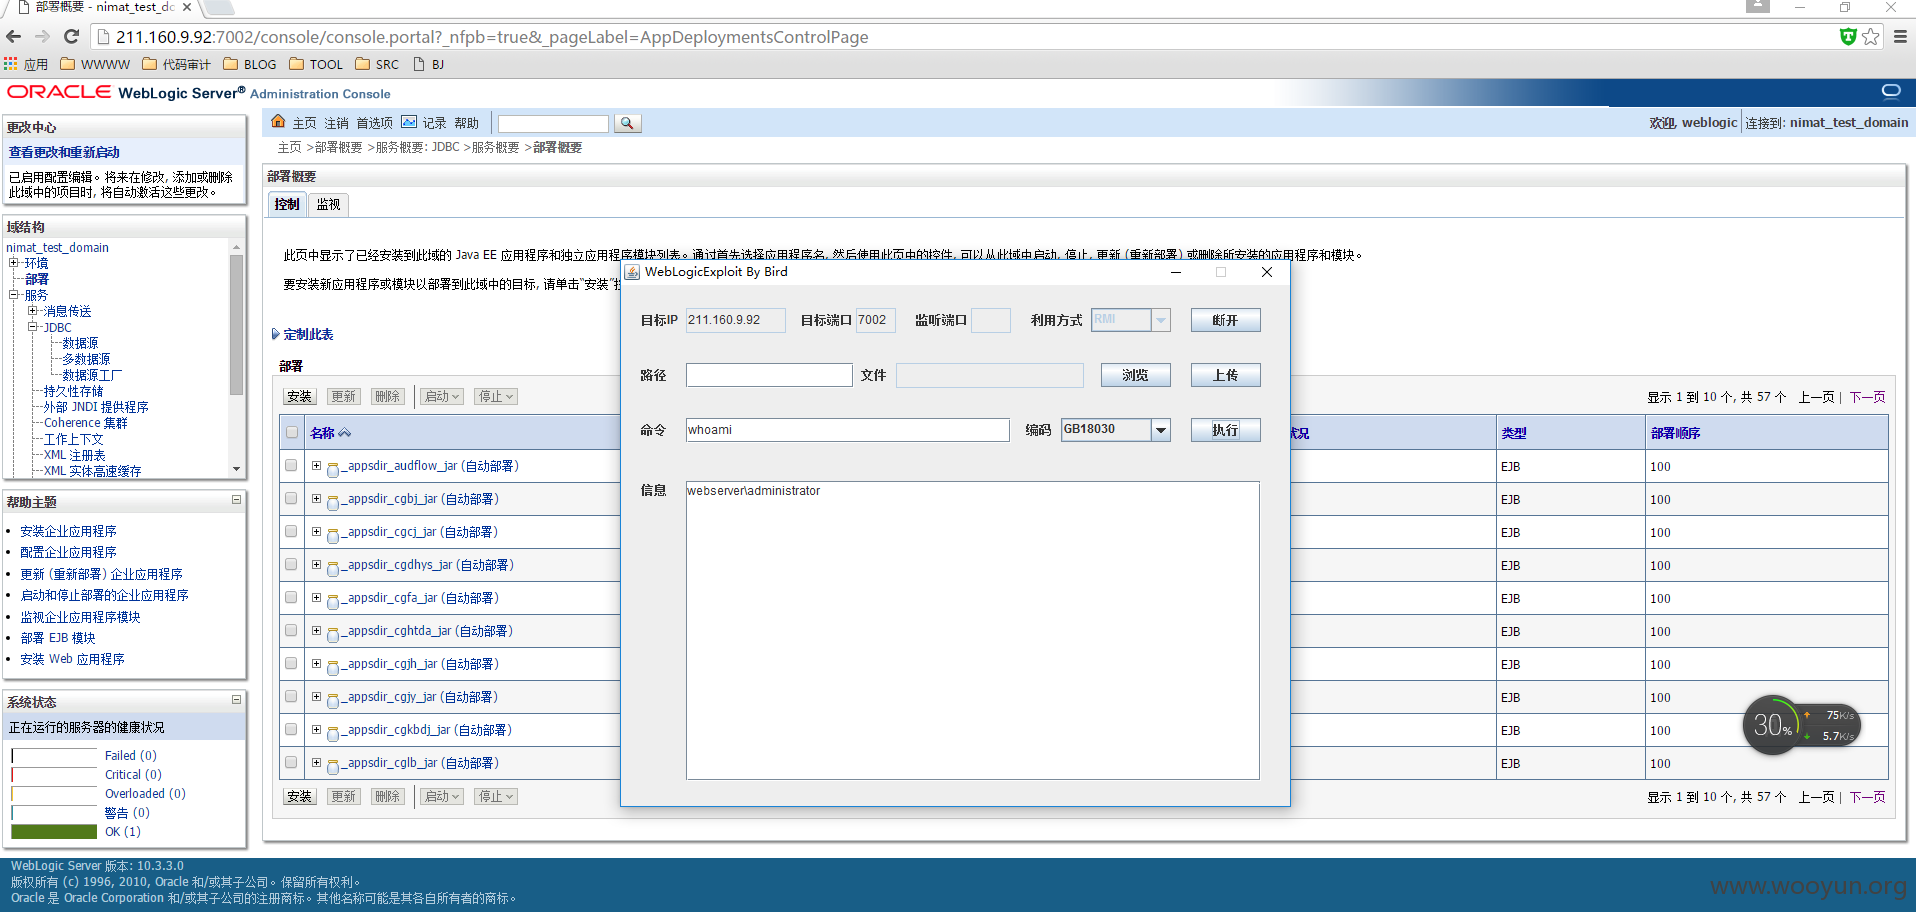 部署概要 - nimat_test_dc
211.160.9.92:7002/console/console.portal?_nfpb=true&_pageLabel=AppDeploymentsControlPage
应用 WWWW 代码审计 BLOG TOOL SRC BJ
ORACLE WebLogic Server® Administration Console
更改中心
查看更改和重新启动
已启用配置编辑。将来在修改, 添加或删除
此域中的项目时, 将自动激活这些更改。
域结构
nimat_test_domain
环境
部署
服务
消息传送
JDBC
数据源
多数据源
数据源工厂
持久性存储
外部 JNDI 提供程序
Coherence 集群
工作上下文
XML 注册表
XML 实体高速缓存
帮助主题
安装企业应用程序
配置企业应用程序
更新 (重新部署) 企业应用程序
启动和停止部署的企业应用程序
监视企业应用程序模块
部署 EJB 模块
安装 Web 应用程序
系统状态
正在运行的服务器的健康状况
Failed (0)
Critical (0)
Overloaded (0)
警告 (0)
OK (1)
主页 注销 首选项 记录 帮助
欢迎, weblogic 连接到: nimat_test_domain
主页 >部署概要 >服务概要: JDBC >服务概要 >部署概要
部署概要
控制 监视
此页中显示了已经安装到此域的 Java EE 应用程序和独立应用程序模块列表。通过首先选择应用程序名, 然后使用此页中的控件, 可以从此域中启动, 停止, 更新 (重新部署) 或删除所安装的应用程序和模块。
要安装新应用程序或模块以部署到此域中的目标, 请单击"安装"
定制此表
部署
安装 更新 删除 启动 停止
显示 1 到 10 个, 共 57 个 上一页 | 下一页
名称 状况 类型 部署顺序
_appsdir_audflow_jar (自动部署) EJB 100
_appsdir_cgbj_jar (自动部署) EJB 100
_appsdir_cgcj_jar (自动部署) EJB 100
_appsdir_cgdhys_jar (自动部署) EJB 100
_appsdir_cgfa_jar (自动部署) EJB 100
_appsdir_cghtda_jar (自动部署) EJB 100
_appsdir_cgjh_jar (自动部署) EJB 100
_appsdir_cgjy_jar (自动部署) EJB 100
_appsdir_cgkbdj_jar (自动部署) EJB 100
_appsdir_cglb_jar (自动部署) EJB 100
安装 更新 删除 启动 停止
显示 1 到 10 个, 共 57 个 上一页 | 下一页
WebLogicExploit By Bird
目标IP 211.160.9.92 目标端口 7002 监听端口 利用方式 RMI 断开
路径 文件 浏览 上传
命令 whoami 编码 GB18030 执行
信息 webserver\administrator
30% 75K/s
5.7K/s
WebLogic Server 版本: 10.3.3.0
版权所有 (c) 1996, 2010, Oracle 和/或其子公司。保留所有权利。
Oracle 是 Oracle Corporation 和/或其子公司的注册商标。其他名称可能是其各自所有者的商标。
www.wooyun.org